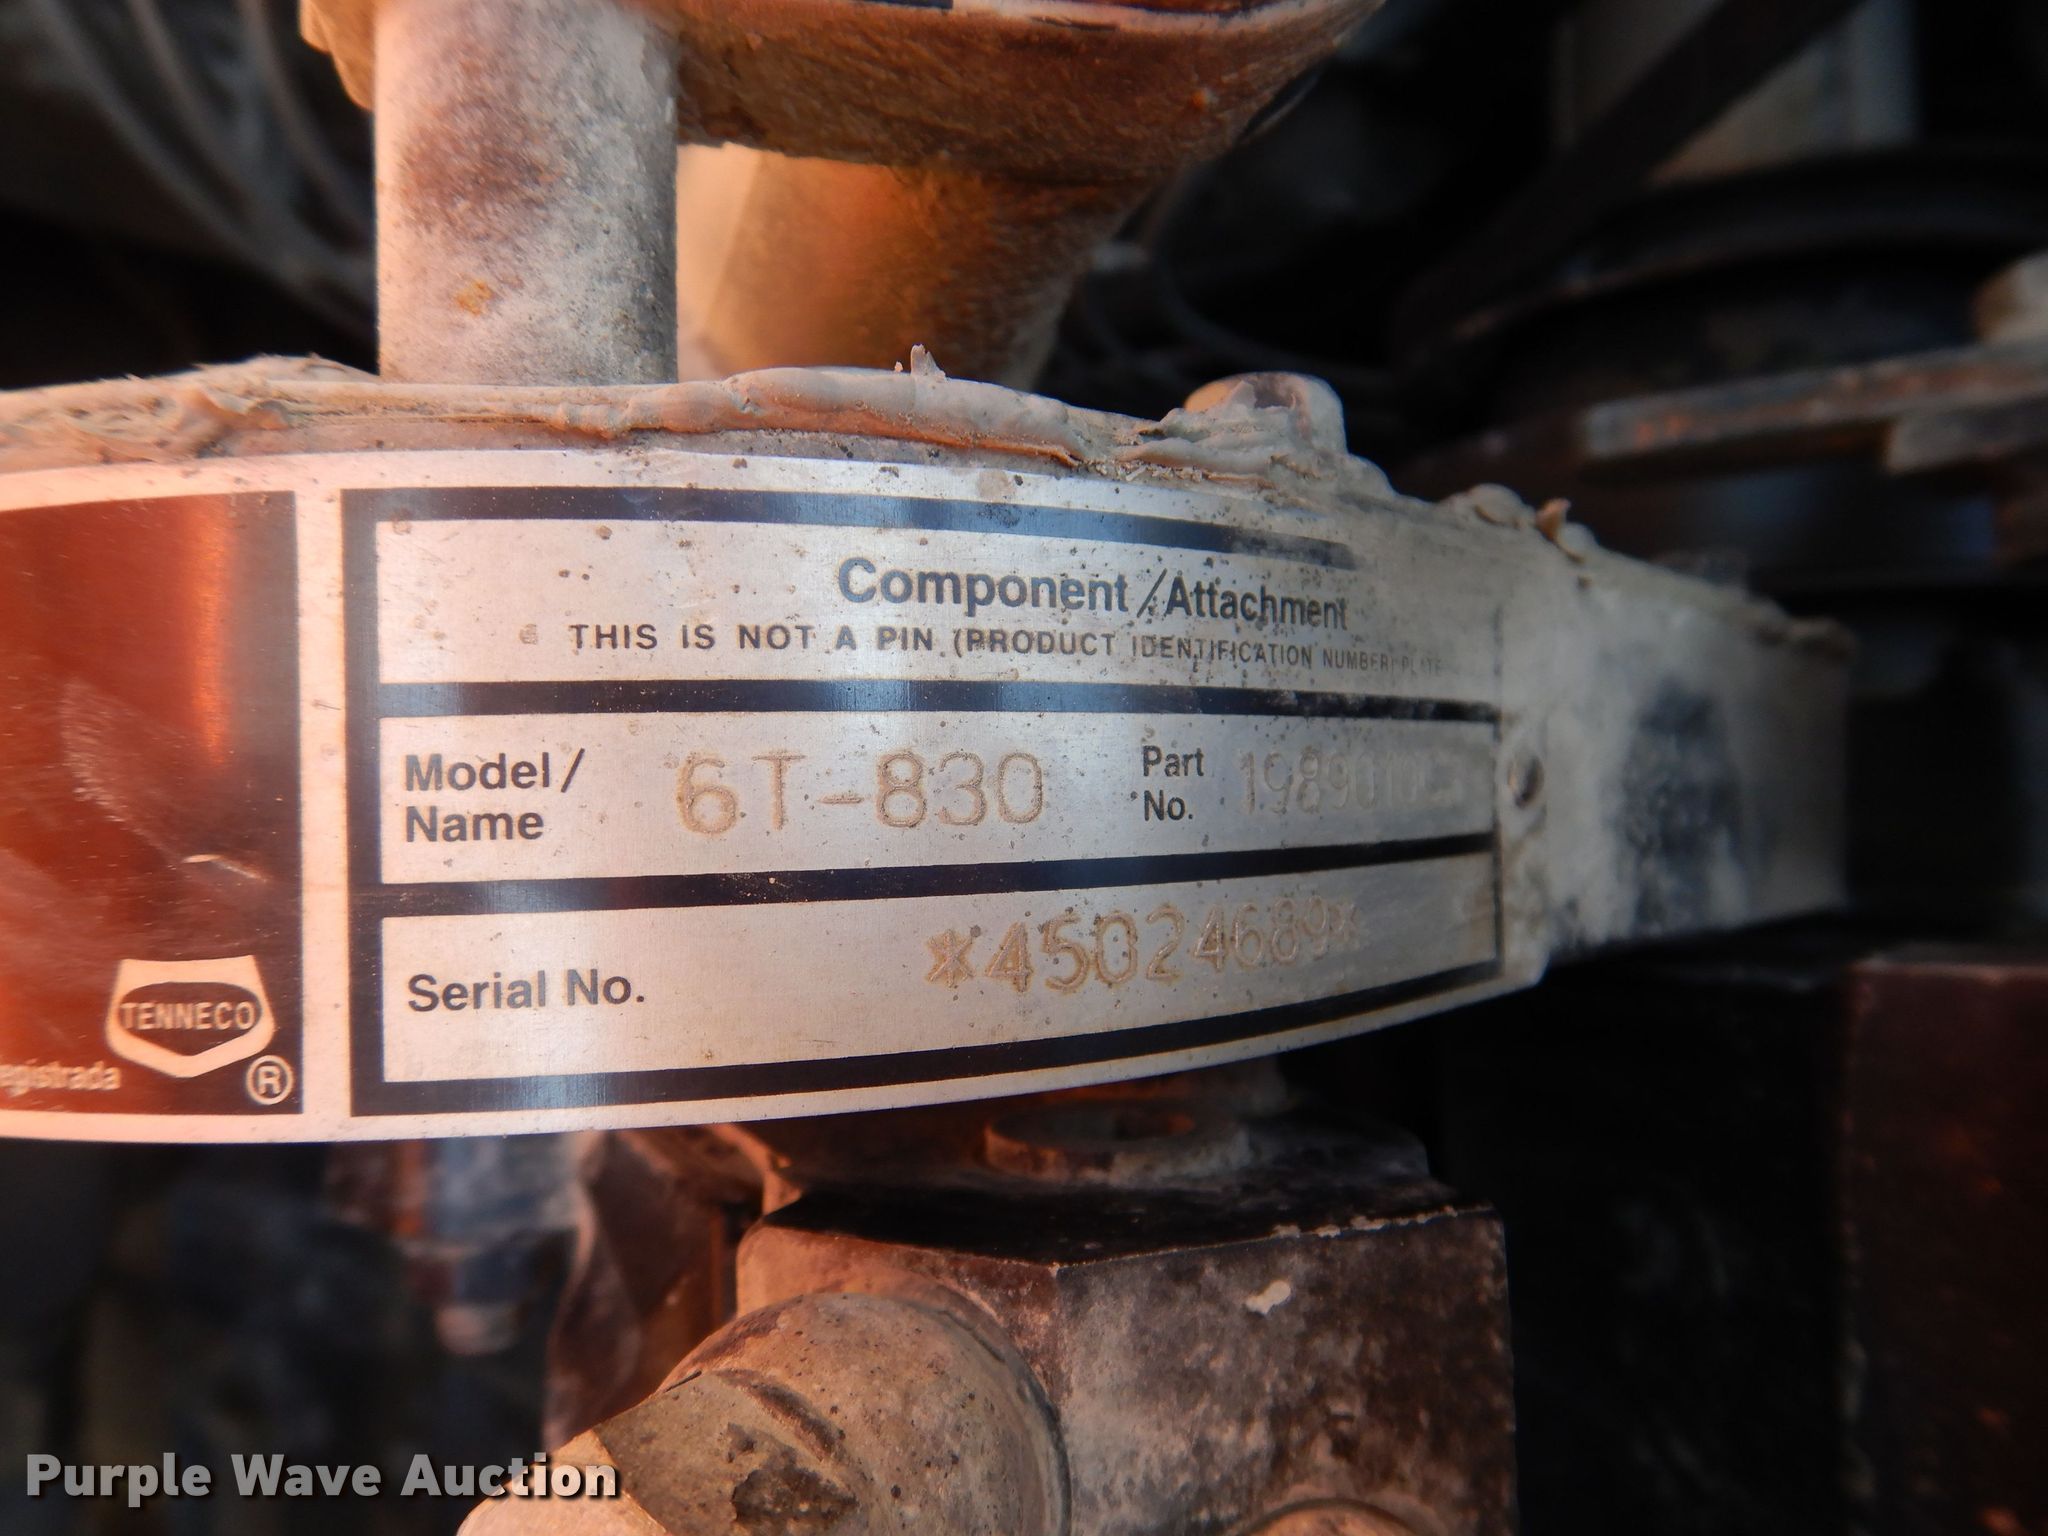 Component/Attachment
THIS IS NOT A PIN (PRODUCT IDENTIFICATION NUMBER) PLATE
Model/Name 6T-830 Part No.
Serial No. *45024689*
TENNECO
registrada ®
Purple Wave Auction